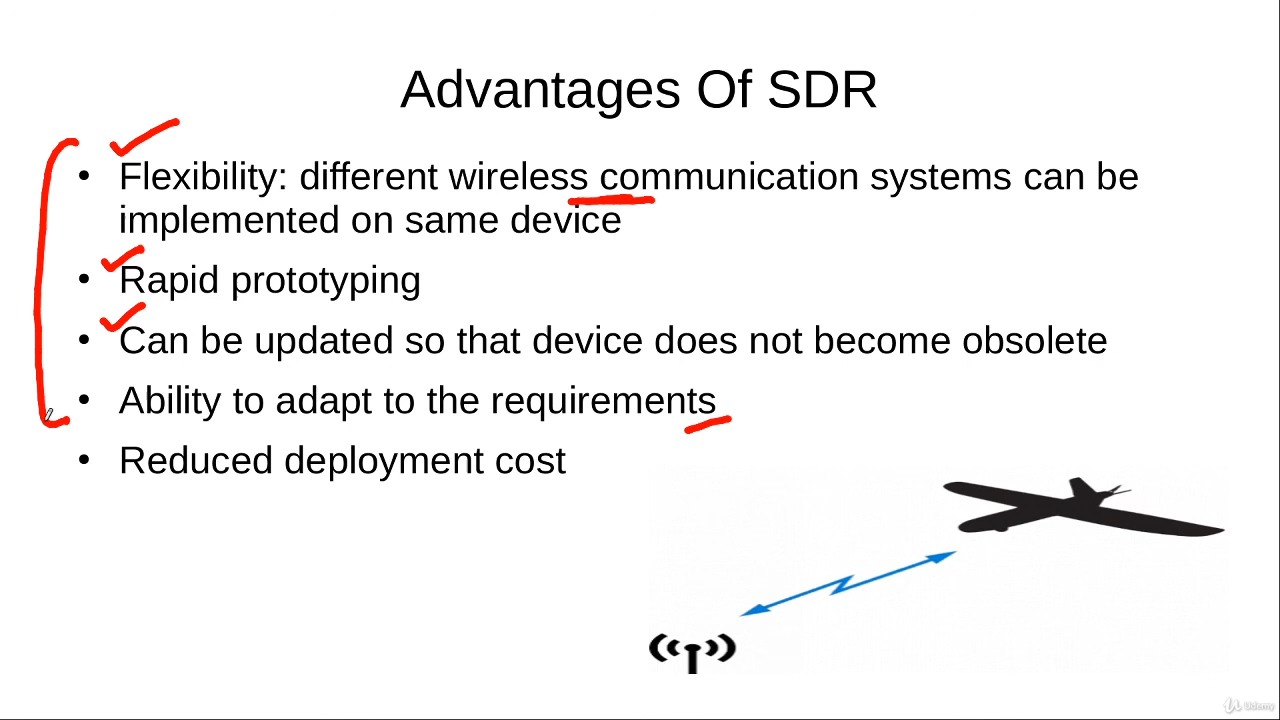 Advantages Of SDR
• Flexibility: different wireless communication systems can be
implemented on same device
• Rapid prototyping
• Can be updated so that device does not become obsolete
• Ability to adapt to the requirements
• Reduced deployment cost
Udemy